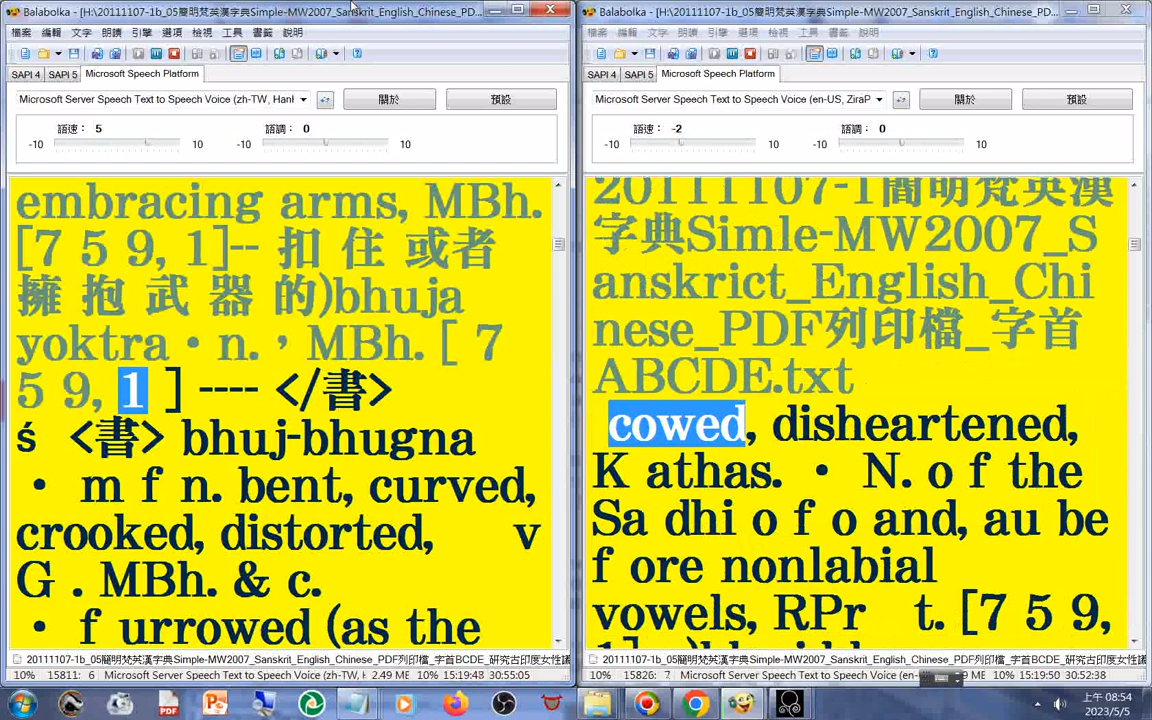 Balabolka - [H:\20111107-1b_05簡明梵英漢字典Simple-MW2007_Sanskrit_English_Chinese_PD...
檔案 編輯 文字 朗讀 引擎 選項 檢視 工具 書籤 說明
SAPI 4 SAPI 5 Microsoft Speech Platform
Microsoft Server Speech Text to Speech Voice (zh-TW, HanH 關於 預設
語速： 5 語調： 0
-10 10 -10 10
embracing arms, MBh.
[7 5 9, 1]-- 扣 住 或者
擁 抱 武 器 的)bhuja
yoktra • n. , MBh. [ 7
5 9, 1 ] ---- </書>
ś <書> bhuj-bhugna
• m f n. bent, curved,
crooked, distorted, v
G . MBh. & c.
• f urrowed (as the
20111107-1b_05簡明梵英漢字典Simple-MW2007_Sanskrit_English_Chinese_PDF列印檔_字首BCDE_研究古印度女性議
10% 15811: 6 Microsoft Server Speech Text to Speech Voice (zh-TW, H 2.49 MB 10% 15:19:48 30:55:05
Balabolka - [H:\20111107-1b_05簡明梵英漢字典Simple-MW2007_Sanskrit_English_Chinese_PD...
檔案 編輯 文字 朗讀 引擎 選項 檢視 工具 書籤 說明
SAPI 4 SAPI 5 Microsoft Speech Platform
Microsoft Server Speech Text to Speech Voice (en-US, ZiraP 關於 預設
語速： -2 語調： 0
-10 10 -10 10
20111107-1簡明梵英漢
字典Simle-MW2007_S
anskrict_English_Chi
nese_PDF列印檔_字首
ABCDE.txt
cowed, disheartened,
K athas. • N. o f the
Sa dhi o f o and, au be
f ore nonlabial
vowels, RPr t. [7 5 9,
20111107-1b_05簡明梵英漢字典Simple-MW2007_Sanskrit_English_Chinese_PDF列印檔_字首BCDE_研究古印度女性議
10% 15826: 7 Microsoft Server Speech Text to Speech Voice (en-US 10% 15:19:50 30:52:38
上午 08:54
2023/5/5